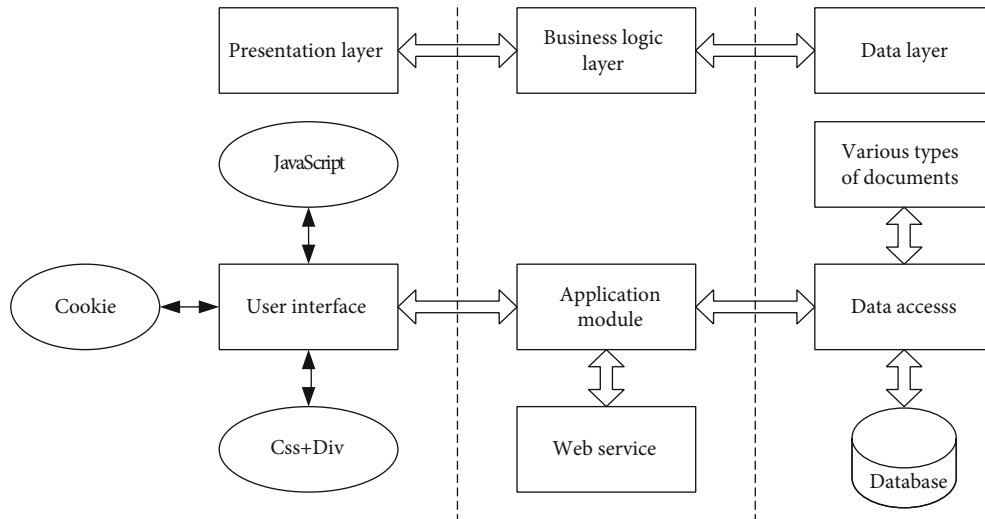 Presentation layer
Business logic
layer
Data layer
JavaScript
Various types
of documents
Cookie
User interface
Application
module
Data accesss
Css+Div
Web service
Database